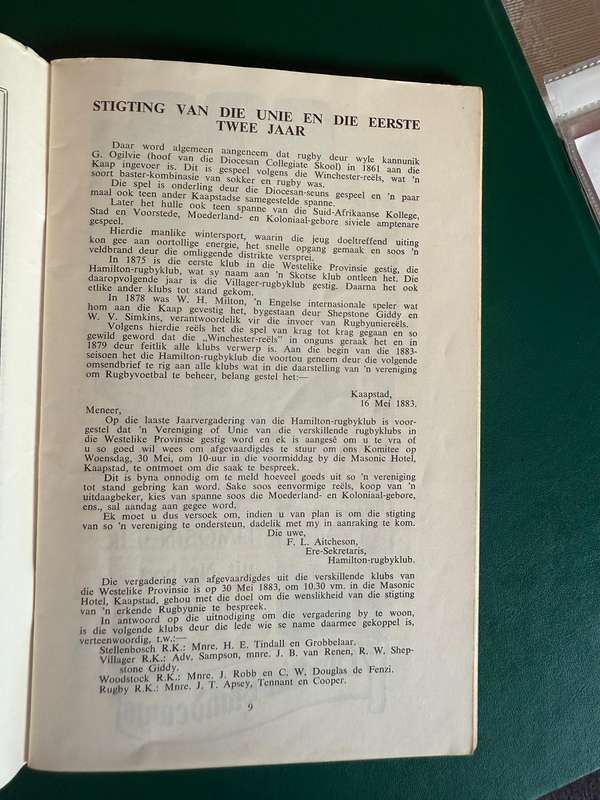 STIGTING VAN DIE UNIE EN DIE EERSTE
TWEE JAAR
Daar word algemeen aangeneem dat rugby deur wyle kannunik
G. Ogilvie (hoof van die Diocesan Collegiate Skool) in 1861 aan die
Kaap ingevoer is. Dit is gespeel volgens die Winchester-reëls, wat 'n
soort baster-kombinasie van sokker en rugby was.
Die spel is onderling deur die Diocesan-seuns gespeel en 'n paar
maal ook teen ander Kaapstadse samegestelde spanne.
Later het hulle ook teen spanne van die Suid-Afrikaanse Kollege,
Stad en Voorstede, Moederland- en Koloniaal-gebore siviele amptenare
gespeel.
Hierdie manlike wintersport, waarin die jeug doeltreffend uiting
kon gee aan oortollige energie, het snelle opgang gemaak en soos 'n
veldbrand deur die omliggende distrikte versprei.
In 1875 is die eerste klub in die Westelike Provinsie gestig, die
Hamilton-rugbyklub, wat sy naam aan 'n Skotse klub ontleen het. Die
daaropvolgende jaar is die Villager-rugbyklub gestig. Daarna het ook
etlike ander klubs tot stand gekom.
In 1878 was W. H. Milton, 'n Engelse internasionale speler wat
hom aan die Kaap gevestig het, bygestaan deur Shepstone Giddy en
W. V. Simkins, verantwoordelik vir die invoer van Rugbyuniereëls.
Volgens hierdie reëls het die spel van krag tot krag gegaan en so
gewild geword dat die „Winchester-reëls” in onguns geraak het en in
1879 deur feitlik alle klubs verwerp is. Aan die begin van die 1883-
seisoen het die Hamilton-rugbyklub die voortou geneem deur die volgende
omsendbrief te rig aan alle klubs wat in die daarstelling van 'n vereniging
om Rugbyvoetbal te beheer, belang gestel het:—
Kaapstad,
16 Mei 1883.
Meneer,
Op die laaste Jaarvergadering van die Hamilton-rugbyklub is voor-
gestel dat 'n Vereniging of Unie van die verskillende rugbyklubs in
die Westelike Provinsie gestig word en ek is aangesê om u te vra of
u so goed wil wees om afgevaardigdes te stuur om ons Komitee op
Woensdag, 30 Mei, om 10-uur in die voormiddag by die Masonic Hotel,
Kaapstad, te ontmoet om die saak te bespreek.
Dit is byna onnodig om te meld hoeveel goeds uit so 'n vereniging
tot stand gebring kan word. Sake soos eenvormige reëls, koop van 'n
uitdaagbeker, kies van spanne soos die Moederland- en Koloniaal-gebore,
ens., sal aandag aan gegee word.
Ek moet u dus versoek om, indien u van plan is om die stigting
van so 'n vereniging te ondersteun, dadelik met my in aanraking te kom.
Die uwe,
F. L. Aitcheson,
Ere-Sekretaris,
Hamilton-rugbyklub.
Die vergadering van afgevaardigdes uit die verskillende klubs van
die Westelike Provinsie is op 30 Mei 1883, om 10.30 vm. in die Masonic
Hotel, Kaapstad, gehou met die doel om die wenslikheid van die stigting
van 'n erkende Rugbyunie te bespreek.
In antwoord op die uitnodiging om die vergadering by te woon,
is die volgende klubs deur die lede wie se name daarmee gekoppel is,
verteenwoordig, t.w.:—
Stellenbosch R.K.: Mnre. H. E. Tindall en Grobbelaar.
Villager R.K.: Adv. Sampson, mnre. J. B. van Renen, R. W. Shep-
stone Giddy.
Woodstock R.K.: Mnre. J. Robb en C. W. Douglas de Fenzi.
Rugby R.K.: Mnre. J. T. Apsey, Tennant en Cooper.
9